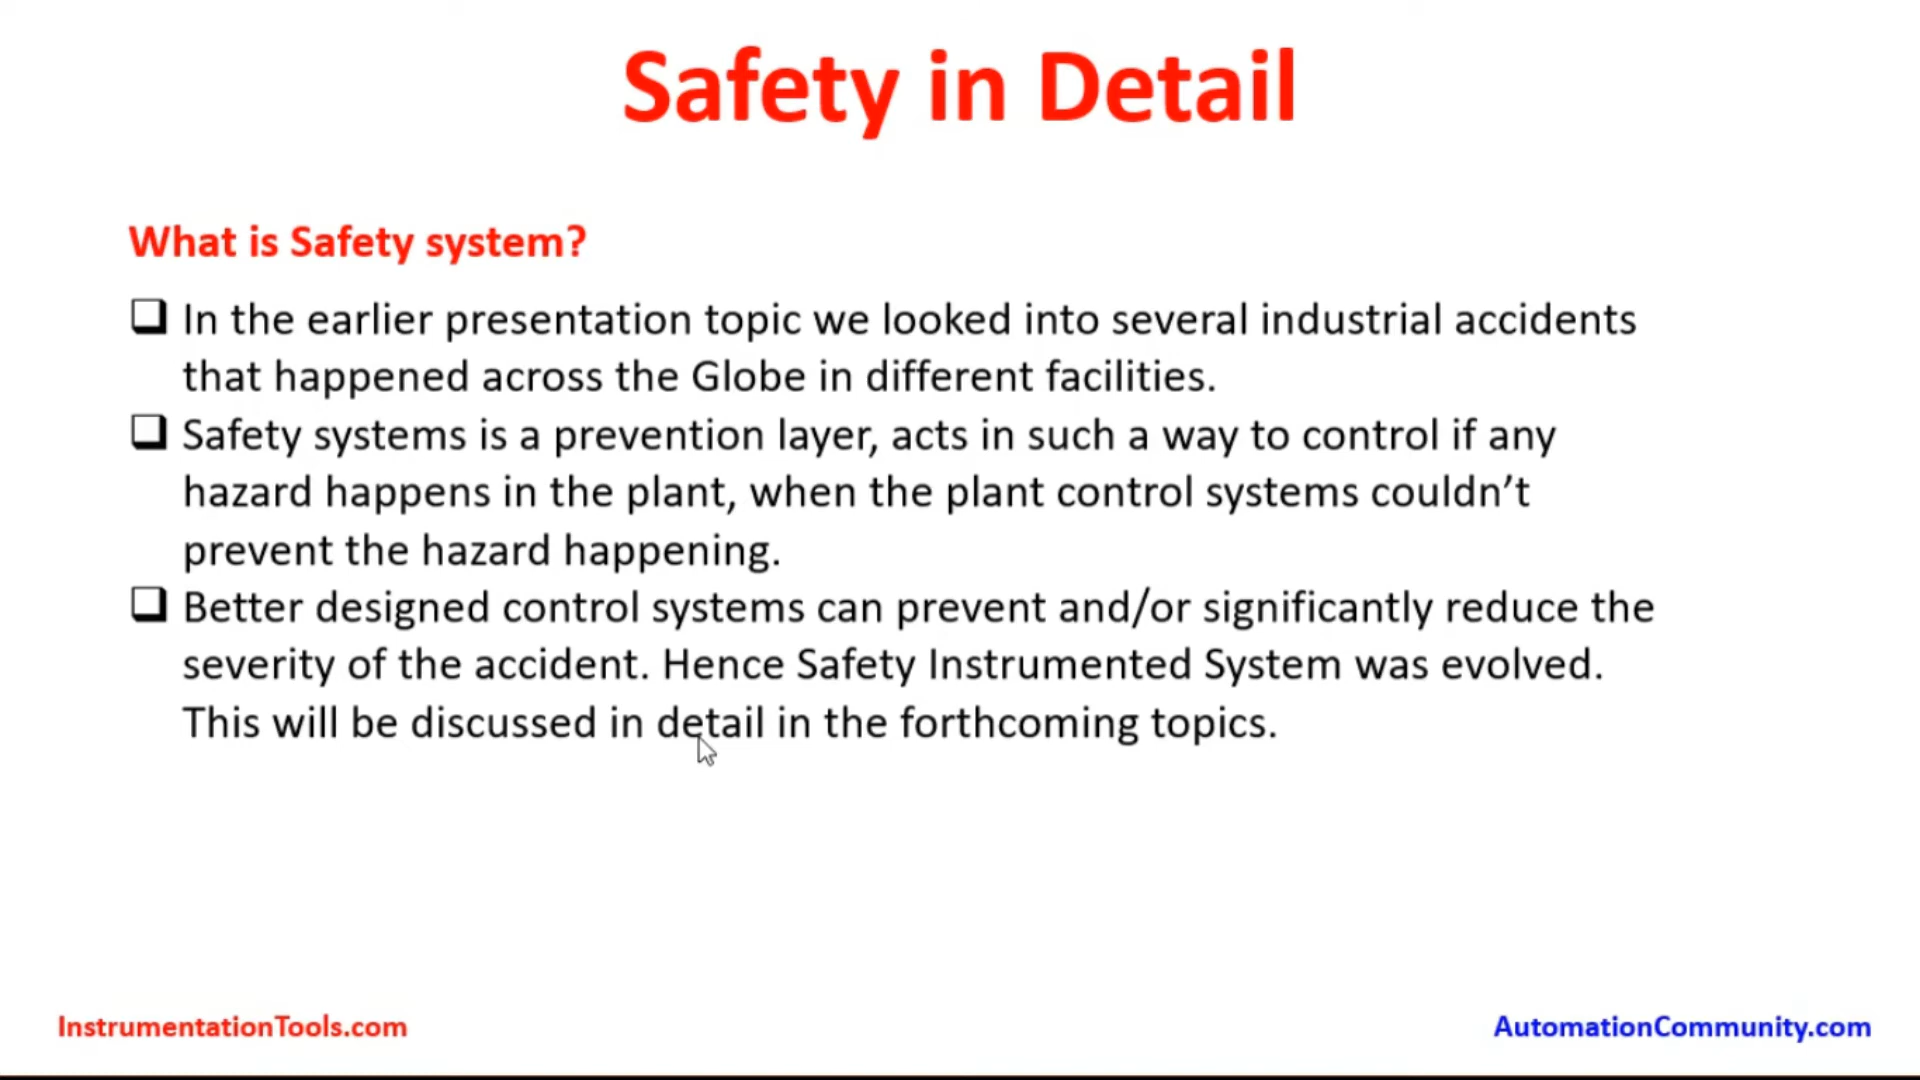 Safety in Detail
What is Safety system?
In the earlier presentation topic we looked into several industrial accidents
that happened across the Globe in different facilities.
Safety systems is a prevention layer, acts in such a way to control if any
hazard happens in the plant, when the plant control systems couldn’t
prevent the hazard happening.
Better designed control systems can prevent and/or significantly reduce the
severity of the accident. Hence Safety Instrumented System was evolved.
This will be discussed in detail in the forthcoming topics.
InstrumentationTools.com
AutomationCommunity.com